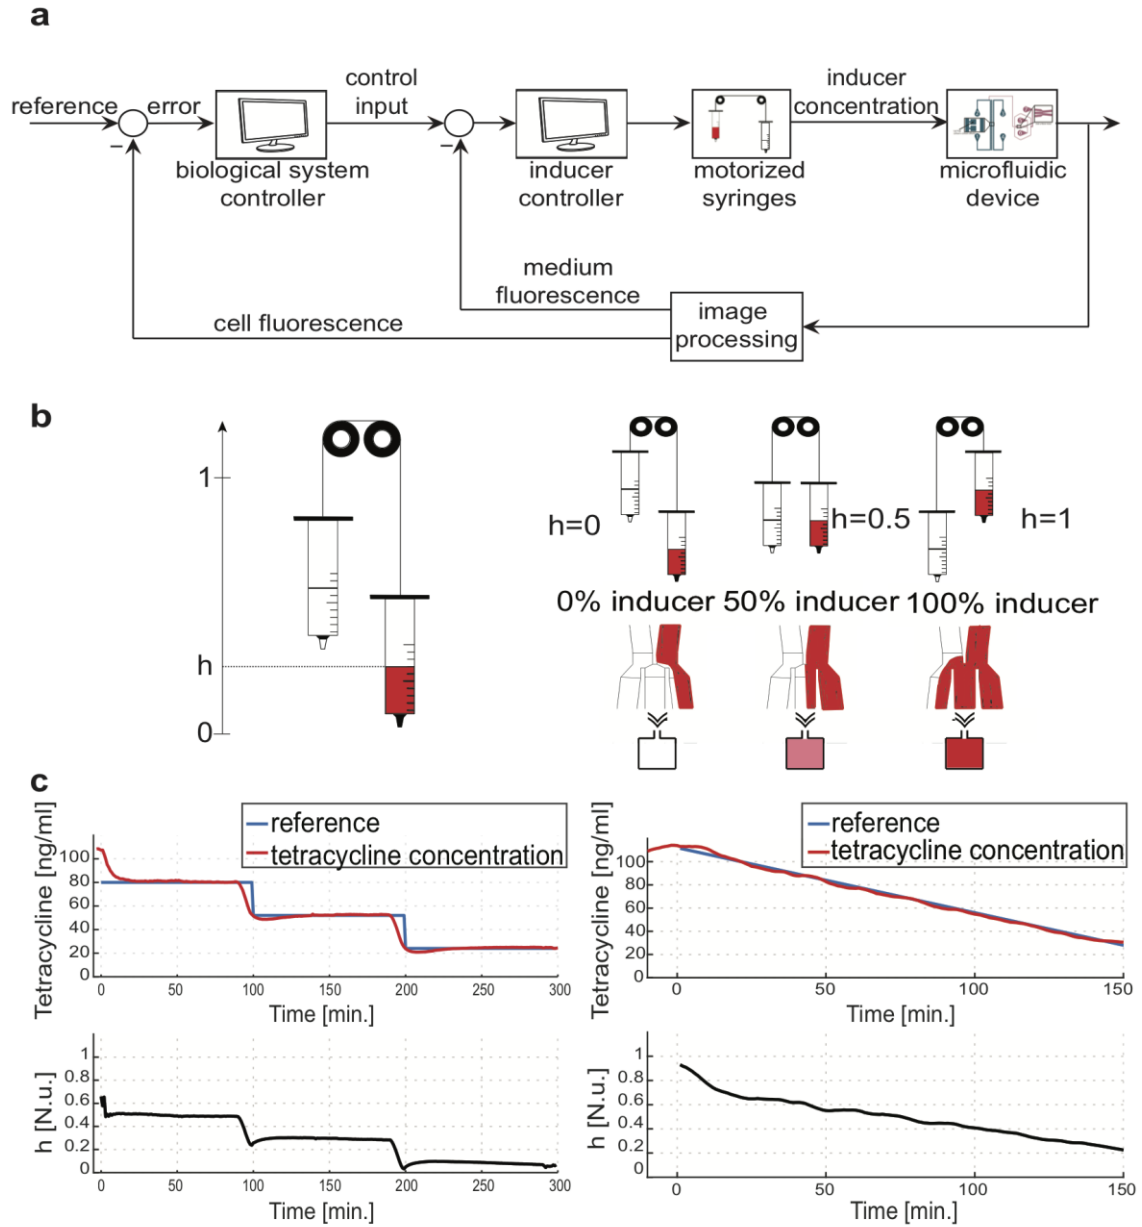 a
reference
error
control
input
inducer
concentration
−
−
biological system
controller
inducer
controller
motorized
syringes
microfluidic
device
medium
fluorescence
cell fluorescence
image
processing
b
1
h
0
h=0
h=0.5
h=1
0% inducer
50% inducer
100% inducer
c
reference
tetracycline concentration
Tetracycline [ng/ml]
100
80
60
40
20
0
0
50
100
150
200
250
300
Time [min.]
reference
tetracycline concentration
Tetracycline [ng/ml]
100
80
60
40
20
0
0
50
100
150
Time [min.]
h [N.u.]
1
0.8
0.6
0.4
0.2
0
0
50
100
150
200
250
300
Time [min.]
h [N.u.]
1
0.8
0.6
0.4
0.2
0
0
50
100
150
Time [min.]